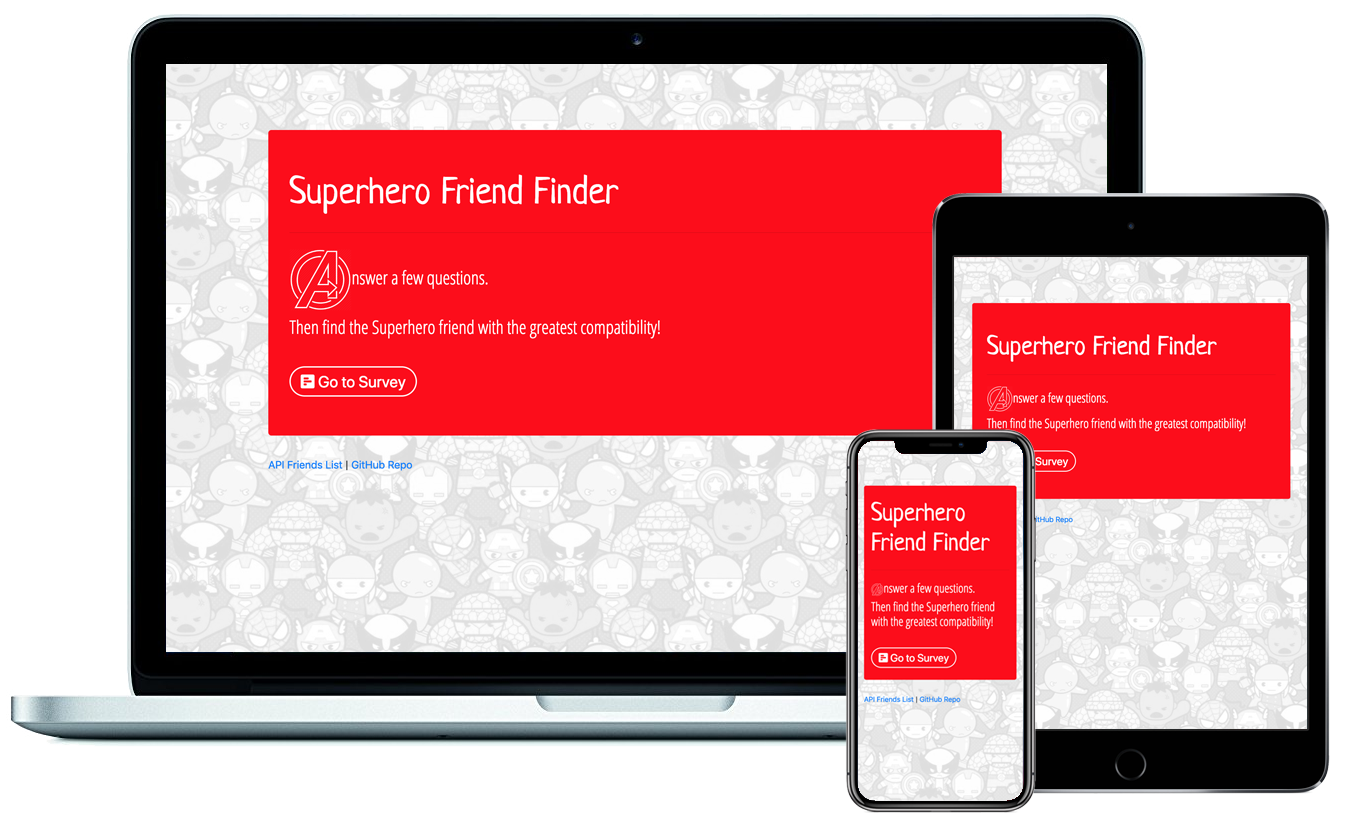 Superhero Friend Finder
Answer a few questions.
Then find the Superhero friend with the greatest compatibility!
Go to Survey
API Friends List | GitHub Repo
Superhero Friend Finder
Answer a few questions.
Then find the Superhero friend with the greatest compatibility!
Survey
itHub Repo
Superhero
Friend Finder
Answer a few questions.
Then find the Superhero friend
with the greatest compatibility!
Go to Survey
API Friends List | GitHub Repo